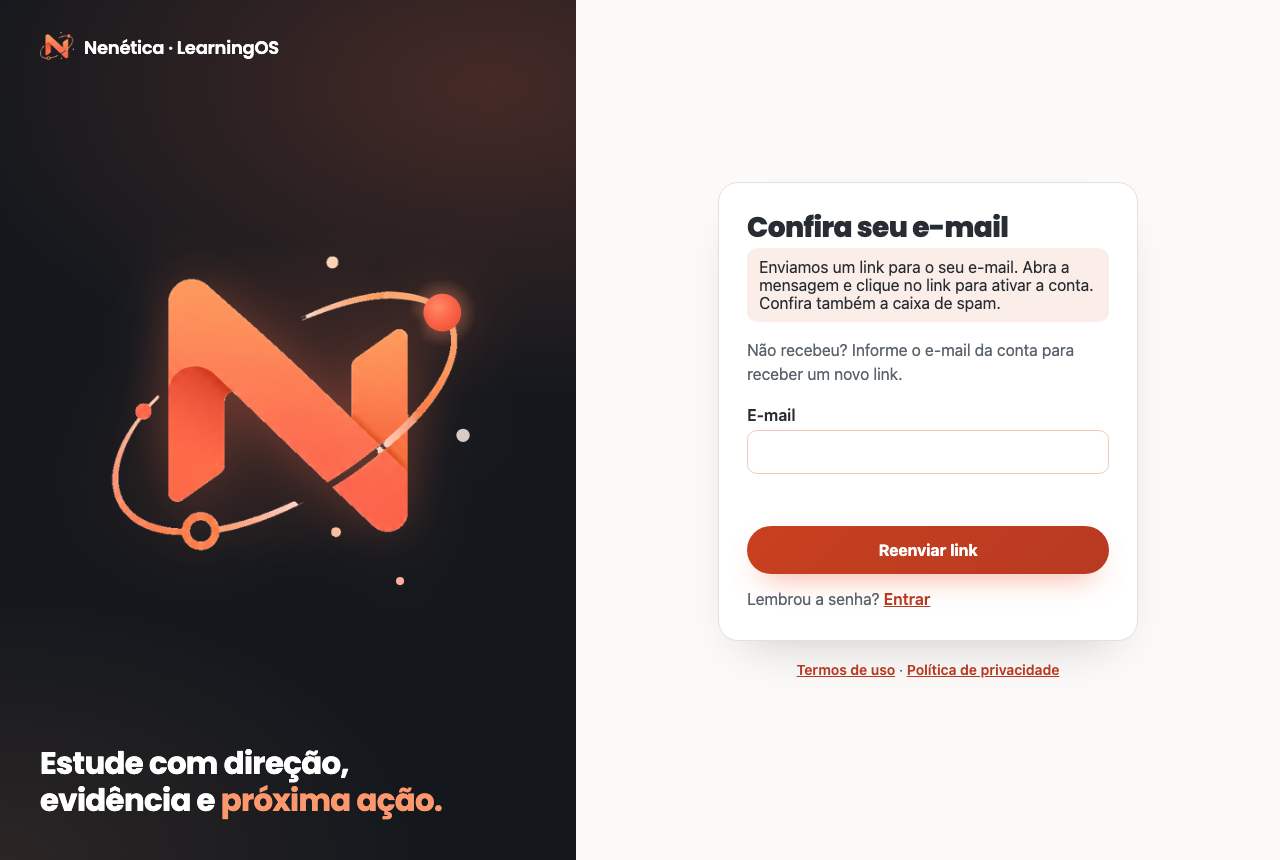 Nenética · LearningOS
Estude com direção,
evidência e próxima ação.
Confira seu e-mail
Enviamos um link para o seu e-mail. Abra a
mensagem e clique no link para ativar a conta.
Confira também a caixa de spam.
Não recebeu? Informe o e-mail da conta para
receber um novo link.
E-mail
Reenviar link
Lembrou a senha? Entrar
Termos de uso · Política de privacidade